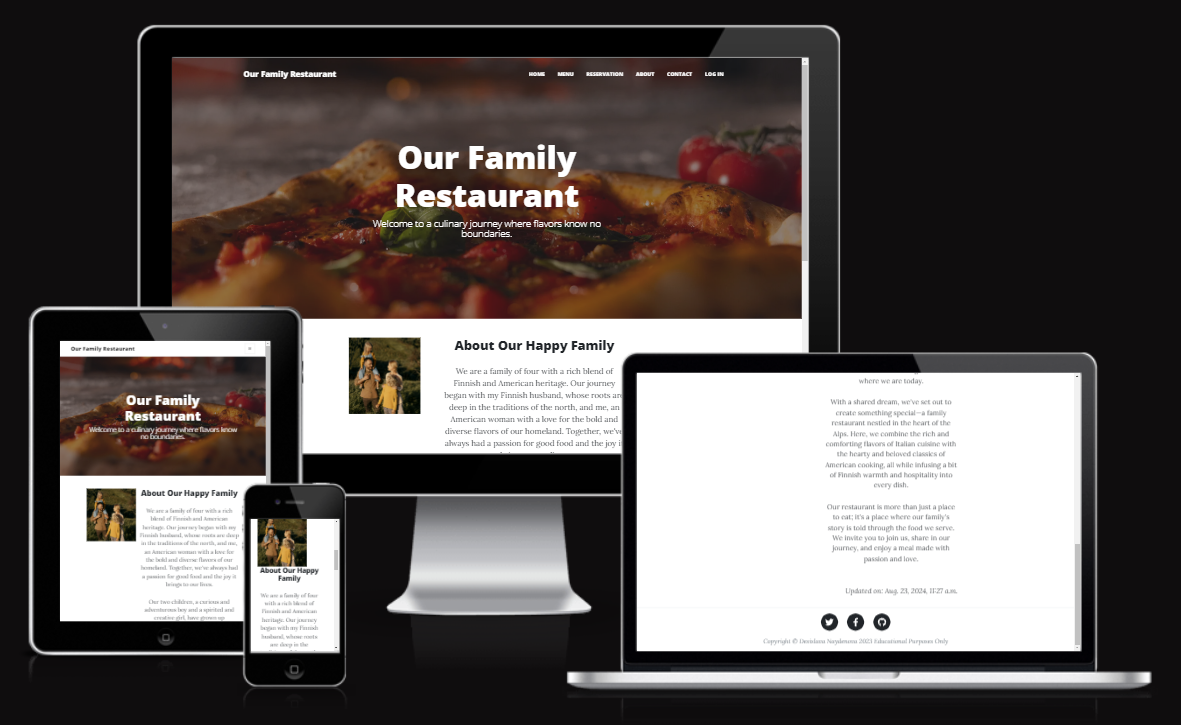 Our Family Restaurant
HOME MENU RESERVATION ABOUT CONTACT LOG IN
Our Family
Restaurant
Welcome to a culinary journey where flavors know no
boundaries.
About Our Happy Family
We are a family of four with a rich blend of
Finnish and American heritage. Our journey
began with my Finnish husband, whose roots are
deep in the traditions of the north, and me, an
American woman with a love for the bold and
diverse flavors of our homeland. Together, we've
always had a passion for good food and the joy i
Our Family Restaurant
Our Family
Restaurant
Welcome to a culinary journey where flavors know
no boundaries.
About Our Happy Family
We are a family of four with a rich
blend of Finnish and American
heritage. Our journey began with my
Finnish husband, whose roots are deep
in the traditions of the north, and me,
an American woman with a love for
the bold and diverse flavors of our
homeland. Together, we've always had
a passion for good food and the joy it
brings to our lives.
Our two children, a curious and
adventurous boy and a spirited and
creative girl, have grown up
About Our Happy
Family
We are a family of four
with a rich blend of
Finnish and American
heritage. Our journey
began with my Finnish
husband, whose roots
are deep in the
where we are today.
With a shared dream, we've set out to
create something special—a family
restaurant nestled in the heart of the
Alps. Here, we combine the rich and
comforting flavors of Italian cuisine with
the hearty and beloved classics of
American cooking, all while infusing a bit
of Finnish warmth and hospitality into
every dish.
Our restaurant is more than just a place
to eat; it's a place where our family's
story is told through the food we serve.
We invite you to join us, share in our
journey, and enjoy a meal made with
passion and love.
Updated on: Aug. 23, 2024, 11:27 a.m.
Copyright © Desislava Naydenova 2023 Educational Purposes Only